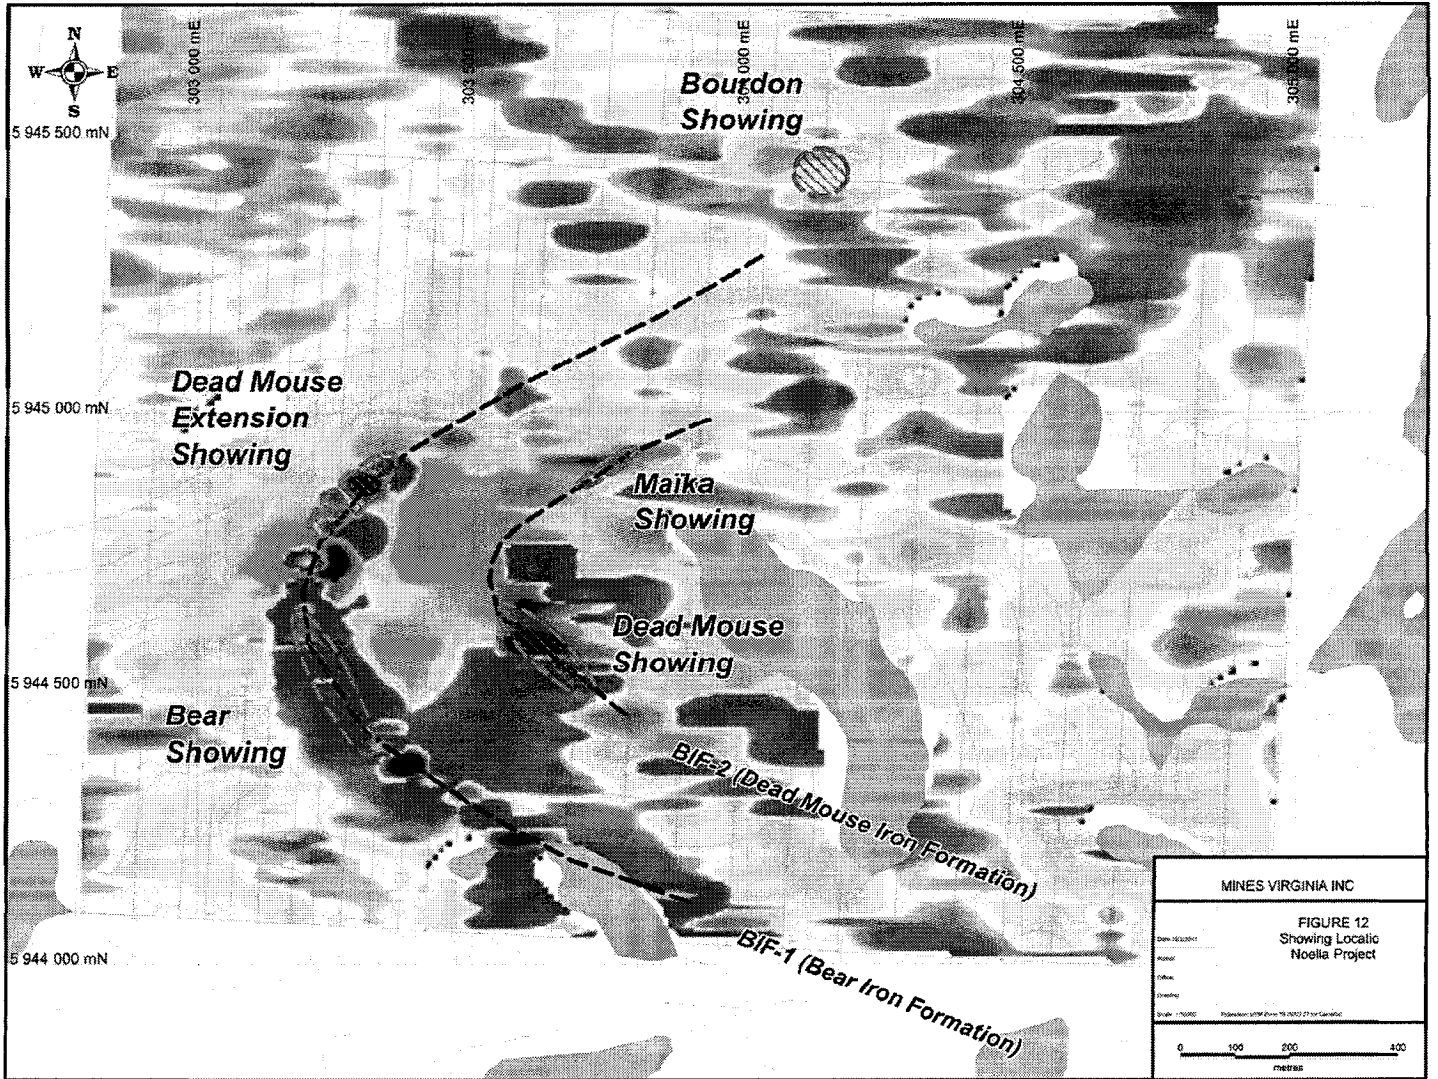 N
W E
S
303 000 mE
303 500 mE
304 000 mE
304 500 mE
305 000 mE
5 945 500 mN
5 945 000 mN
5 944 500 mN
5 944 000 mN
Bourdon
Showing
Dead Mouse
Extension
Showing
Maïka
Showing
Dead Mouse
Showing
Bear
Showing
BIF-2 (Dead Mouse Iron Formation)
BIF-1 (Bear Iron Formation)
MINES VIRGINIA INC
FIGURE 12
Showing Locatio
Noella Project
0 100 200 400
metres